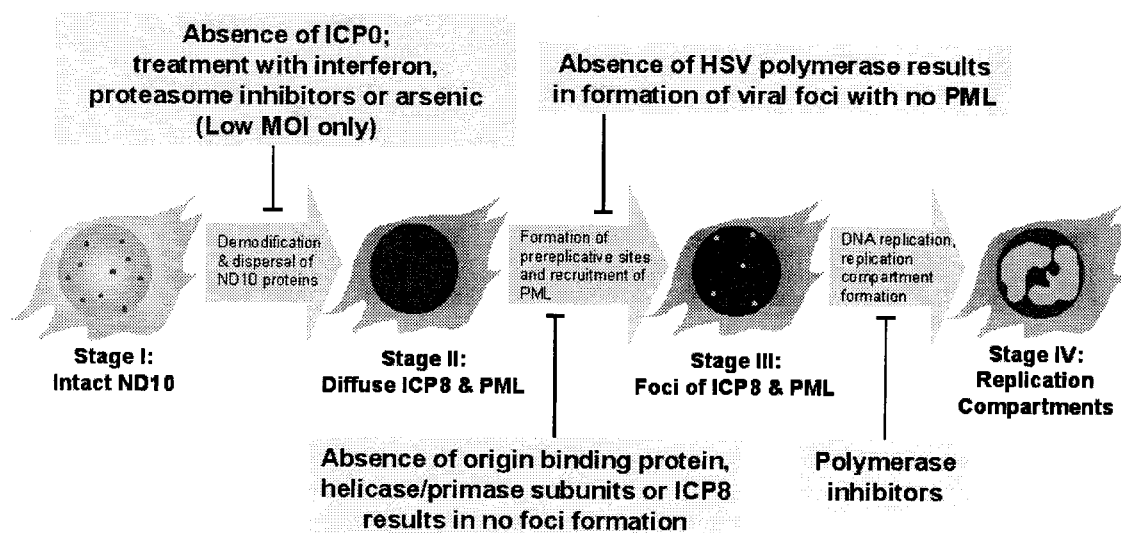 Absence of ICP0;
treatment with interferon,
proteasome inhibitors or arsenic
(Low MOI only)
Absence of HSV polymerase results
in formation of viral foci with no PML
Demodification
& dispersal of
ND10 proteins
Formation of
prereplicative sites
and recruitment of
PML
DNA replication,
replication
compartment
formation
Stage I:
Intact ND10
Stage II:
Diffuse ICP8 & PML
Stage III:
Foci of ICP8 & PML
Stage IV:
Replication
Compartments
Absence of origin binding protein,
helicase/primase subunits or ICP8
results in no foci formation
Polymerase
inhibitors